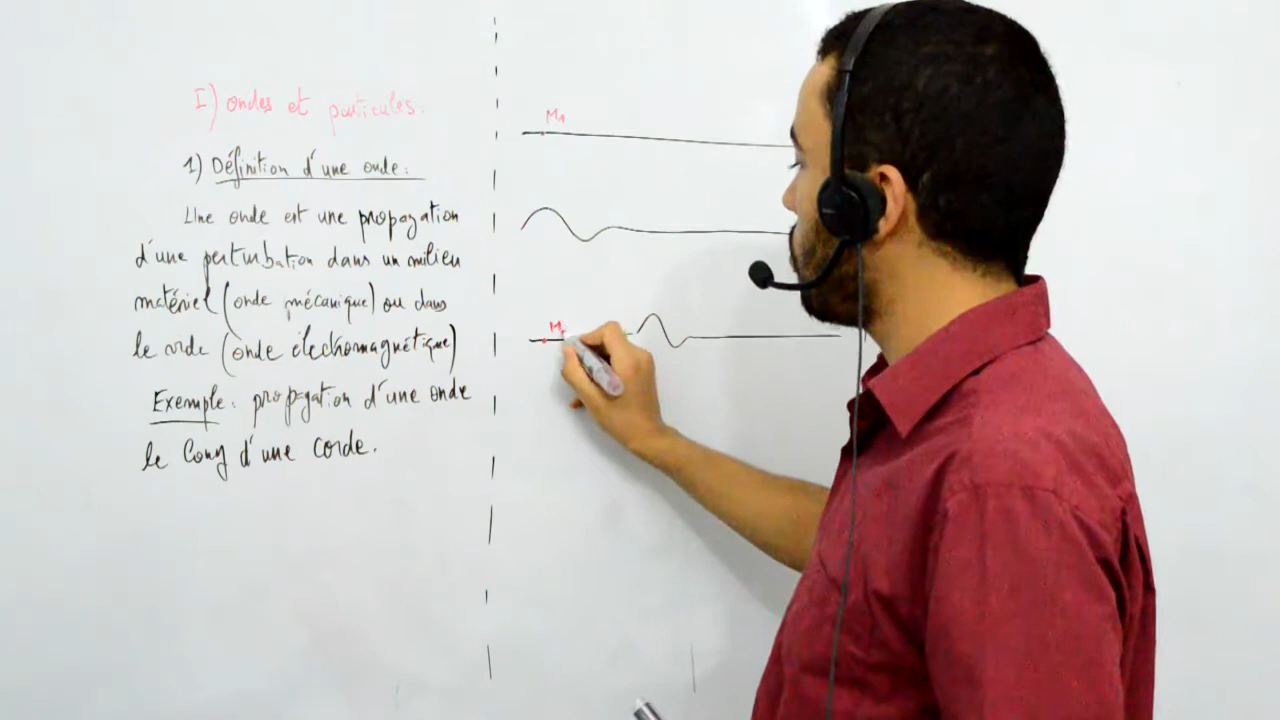 I) ondes et particules.
1) Définition d'une onde:
Une onde est une propagation
d'une perturbation dans un milieu
matériel (onde mécanique) ou dans
le vide (onde électromagnétique)
Exemple: propagation d'une onde
le long d'une corde.
M1
M1